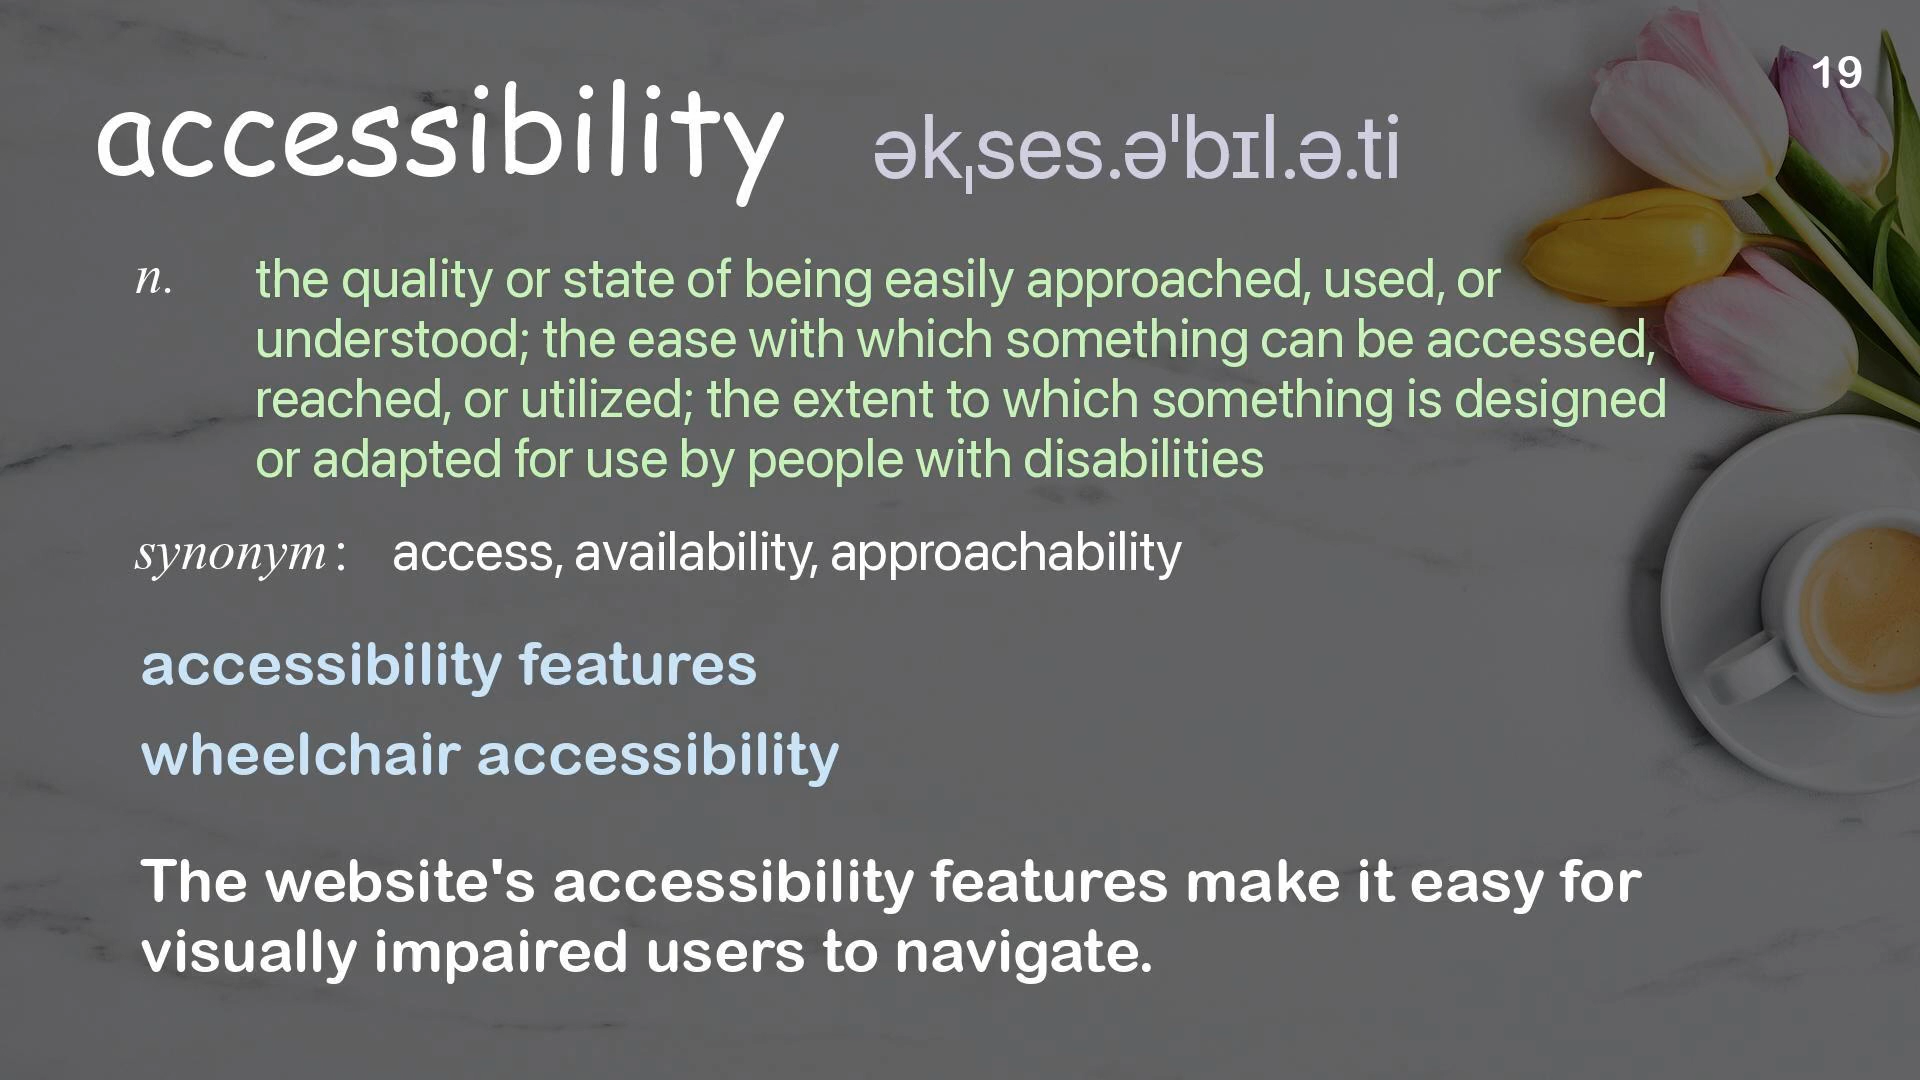 19
accessibility əkˌses.əˈbɪl.ə.ti
n. the quality or state of being easily approached, used, or
understood; the ease with which something can be accessed,
reached, or utilized; the extent to which something is designed
or adapted for use by people with disabilities
synonym : access, availability, approachability
accessibility features
wheelchair accessibility
The website's accessibility features make it easy for
visually impaired users to navigate.